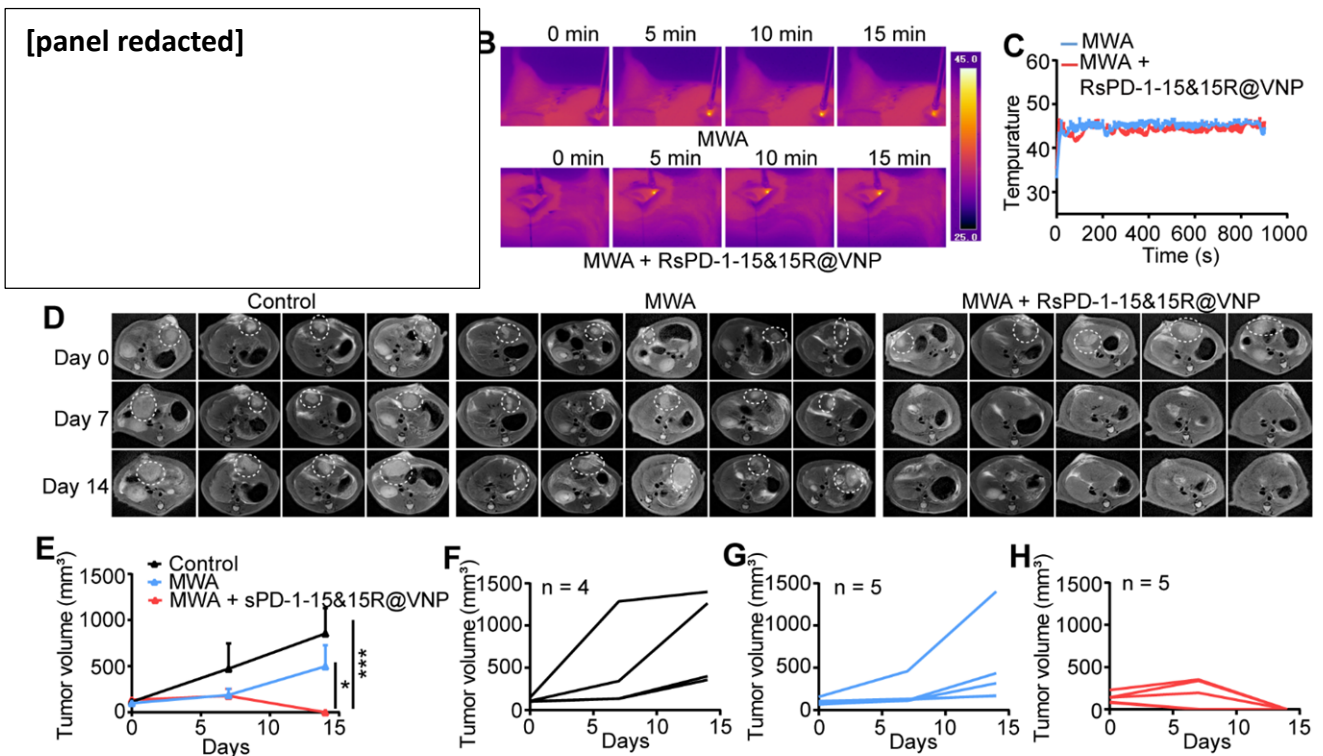 [panel redacted]
B
0 min 5 min 10 min 15 min
MWA
0 min 5 min 10 min 15 min
MWA + RsPD-1-15&15R@VNP
45.0
25.0
C
MWA
MWA +
RsPD-1-15&15R@VNP
Tempurature
60
50
40
30
0 200 400 600 800 1000
Time (s)
D
Control MWA MWA + RsPD-1-15&15R@VNP
Day 0
Day 7
Day 14
E
Control
MWA
MWA + sPD-1-15&15R@VNP
Tumor volume (mm³)
1500
1000
500
0
0 5 10 15
Days
*
***
F
n = 4
Tumor volume (mm³)
1500
1000
500
0
0 5 10 15
Days
G
n = 5
Tumor volume (mm³)
1500
1000
500
0
0 5 10 15
Days
H
n = 5
Tumor volume (mm³)
1500
1000
500
0
0 5 10 15
Days